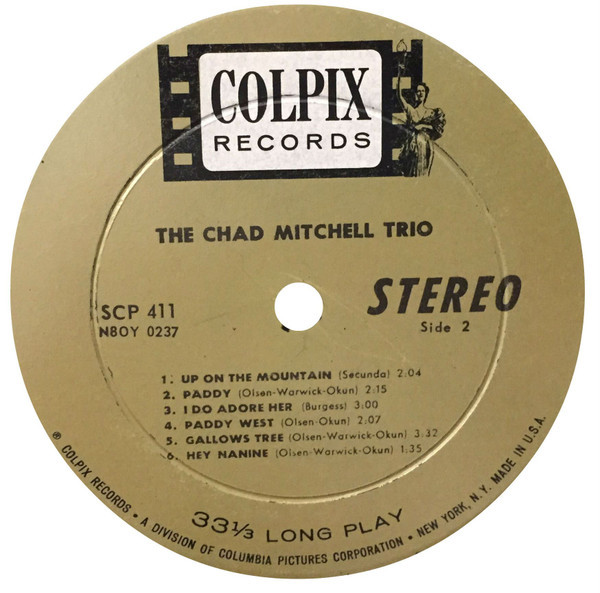 COLPIX
RECORDS
THE CHAD MITCHELL TRIO
SCP 411
N8OY 0237
STEREO
Side 2
1. UP ON THE MOUNTAIN (Secunda) 2:04
2. PADDY (Olsen-Warwick-Okun) 2:15
3. I DO ADORE HER (Burgess) 3:00
4. PADDY WEST (Olsen-Okun) 2:07
5. GALLOWS TREE (Olsen-Warwick-Okun) 3:32
6. HEY NANINE (Olsen-Warwick-Okun) 1:35
33⅓ LONG PLAY
℗ COLPIX RECORDS • A DIVISION OF COLUMBIA PICTURES CORPORATION • NEW YORK, N.Y. MADE IN U.S.A.